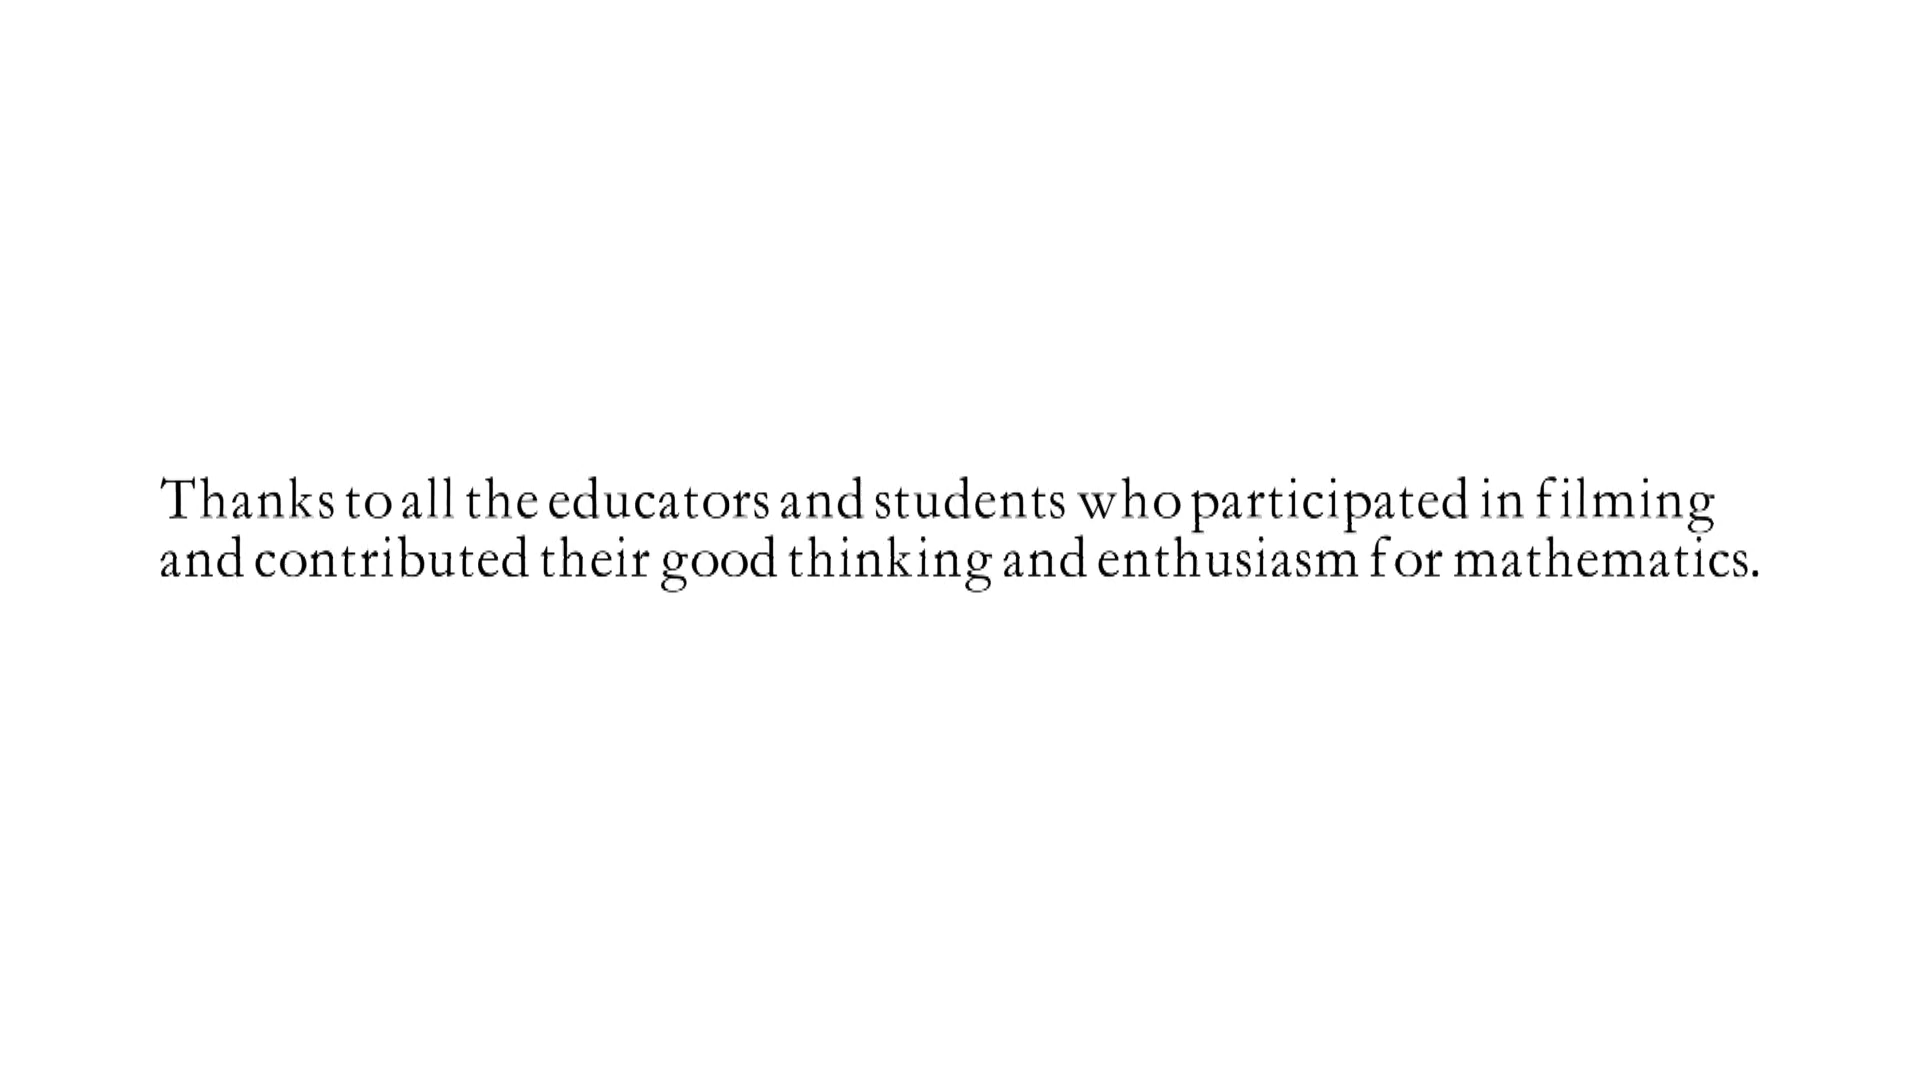 Thanks to all the educators and students who participated in filming
and contributed their good thinking and enthusiasm for mathematics.